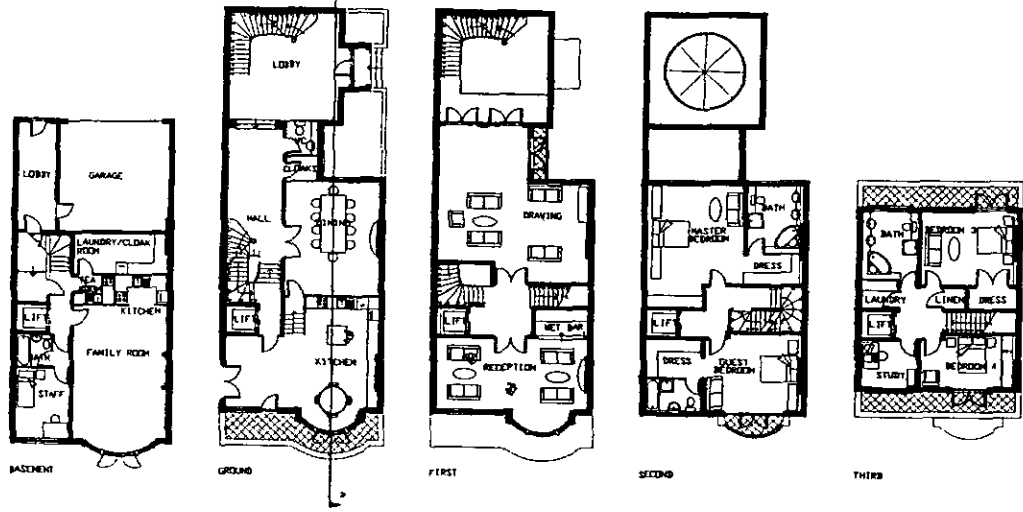 LOBBY
GARAGE
LAUNDRY/CLOAK
ROOM
KITCHEN
LIFT
BATH
FAMILY ROOM
STAFF
BASEMENT
LOBBY
WC
CLOAKS
HALL
DINING
LIFT
KITCHEN
GROUND
DRAWING
LIFT
WET BAR
RECEPTION
FIRST
BATH
MASTER
BEDROOM
DRESS
LIFT
DRESS
GUEST
BEDROOM
SECOND
BATH
BEDROOM 3
LAUNDRY
LINEN
DRESS
LIFT
STUDY
BEDROOM 4
THIRD